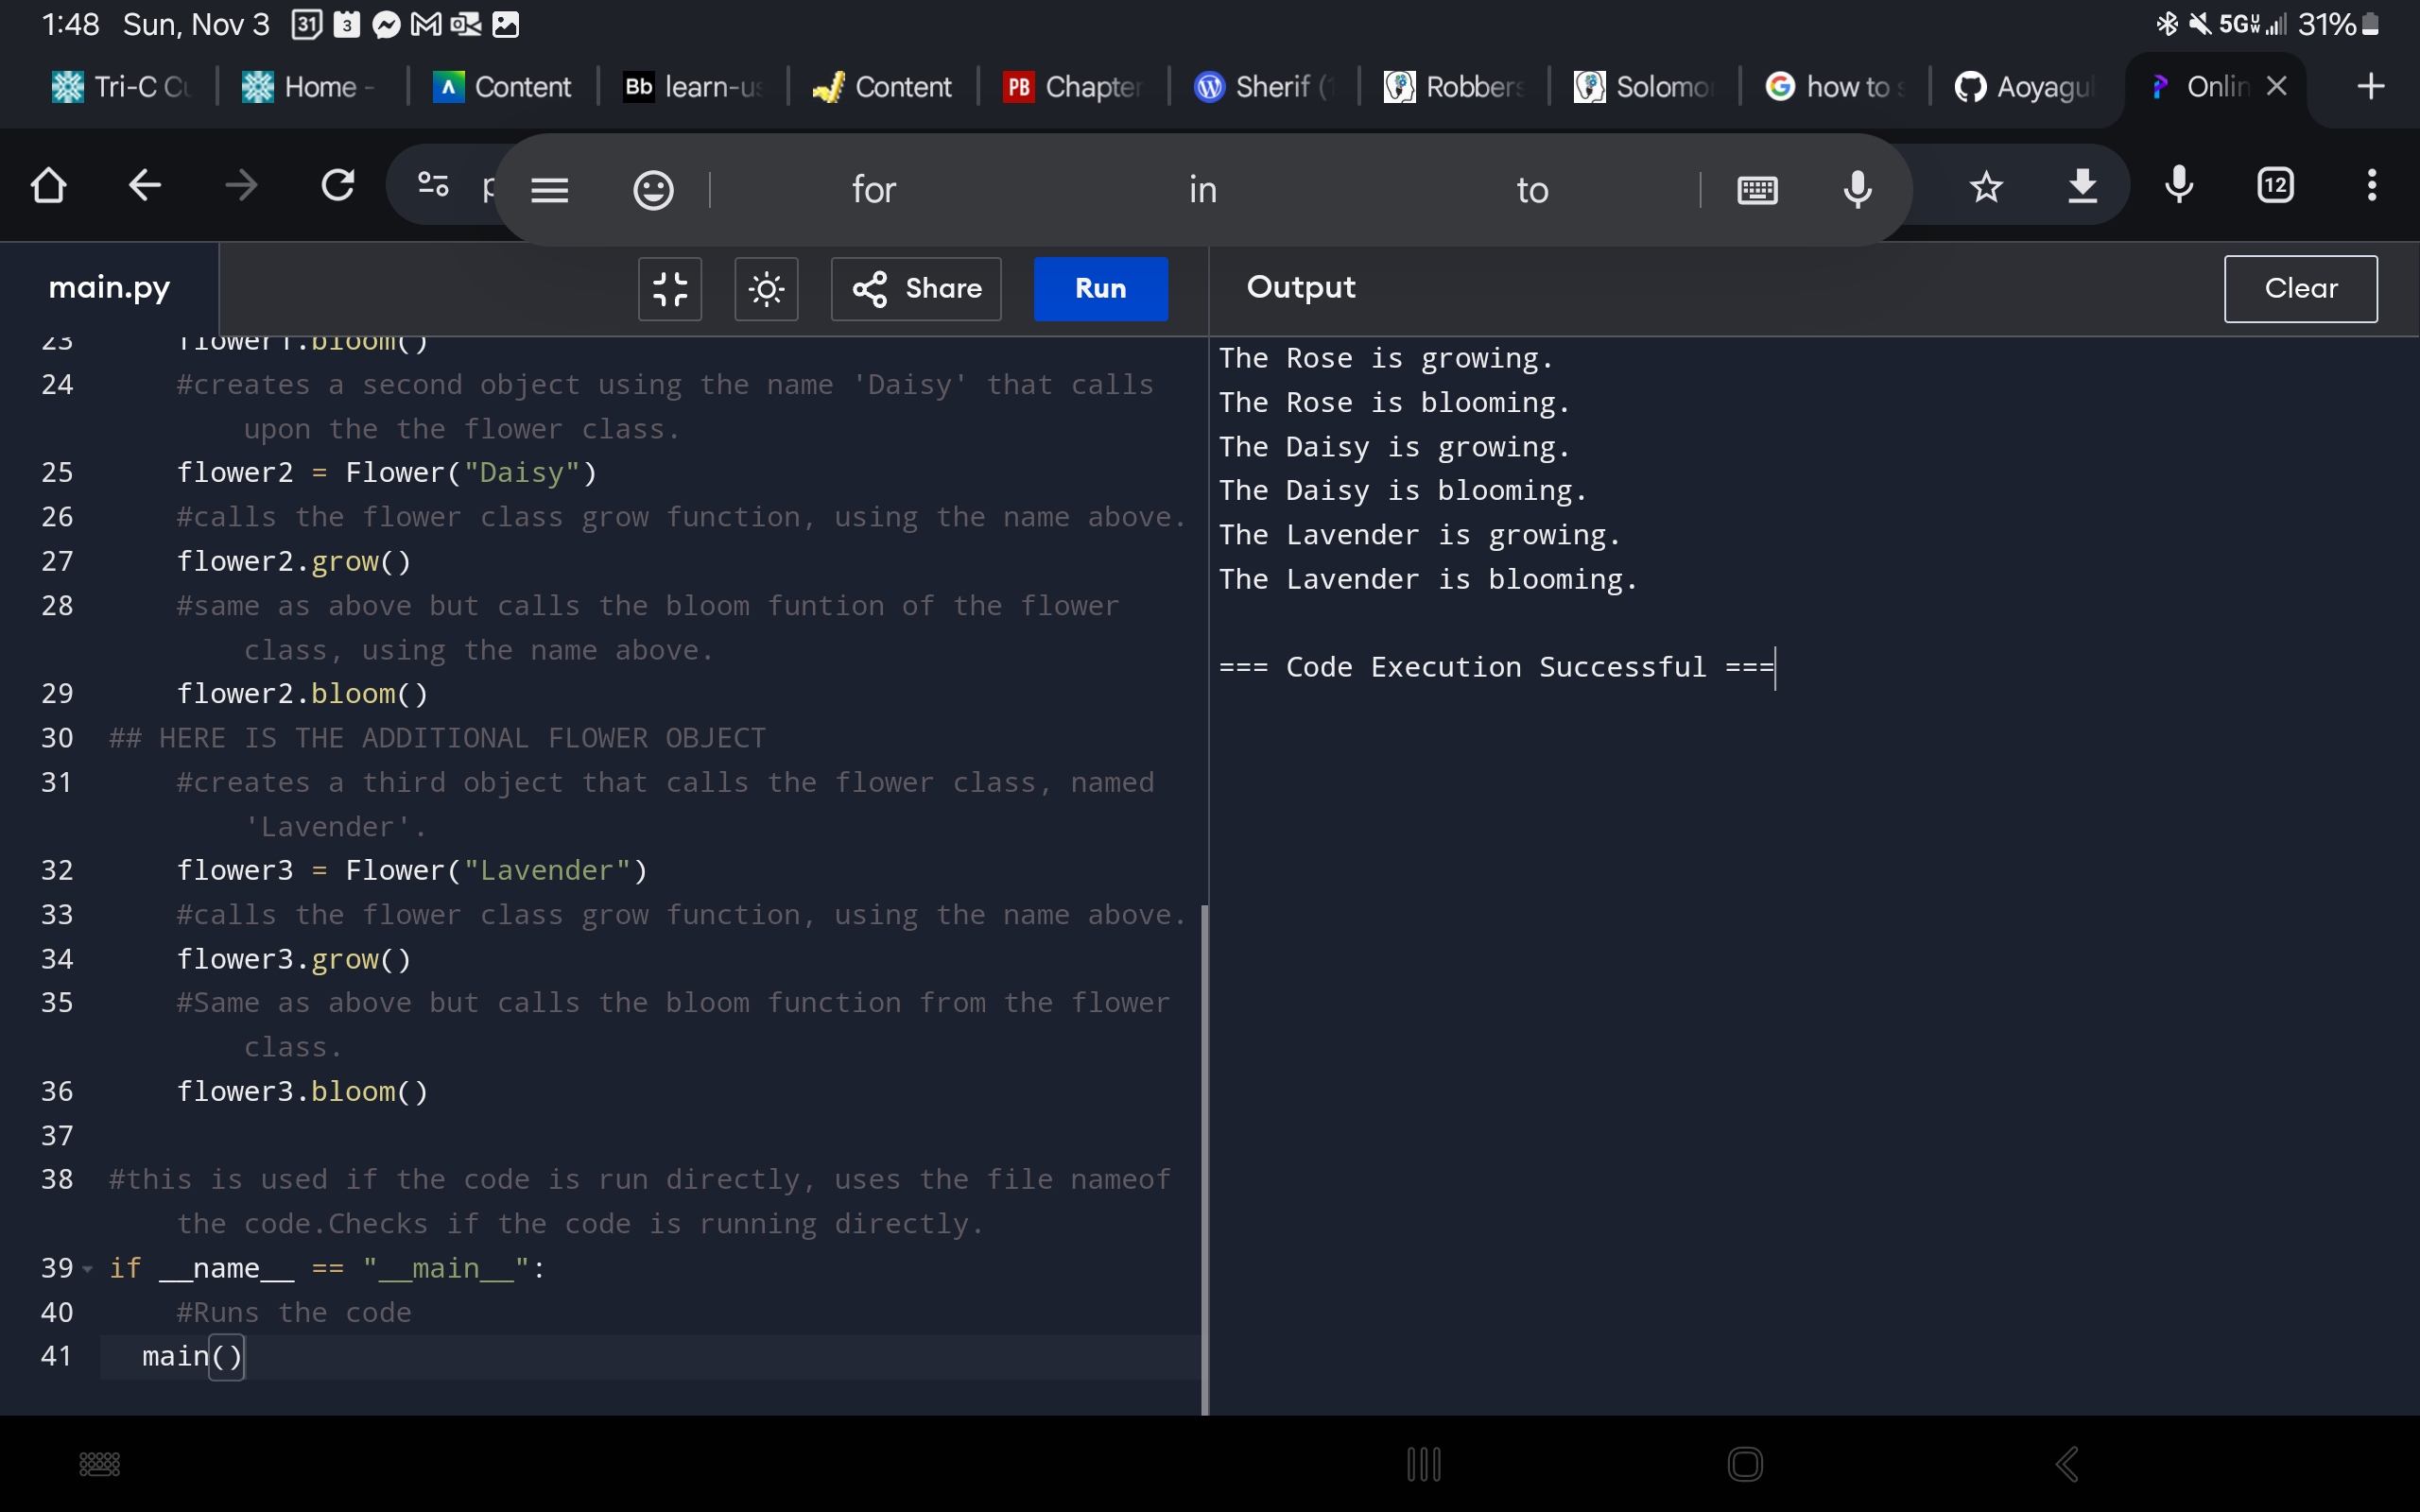 1:48 Sun, Nov 3 31 3 5G 31%
Tri-C Home - Content Bb learn-us Content PB Chapter Sherif ( Robbers Solomon how to Aoyagu Onlin
for in to 12
main.py Share Run Output Clear
23 flower1.bloom()
24 #creates a second object using the name 'Daisy' that calls
upon the the flower class.
25 flower2 = Flower("Daisy")
26 #calls the flower class grow function, using the name above.
27 flower2.grow()
28 #same as above but calls the bloom funtion of the flower
class, using the name above.
29 flower2.bloom()
30 ## HERE IS THE ADDITIONAL FLOWER OBJECT
31 #creates a third object that calls the flower class, named
'Lavender'.
32 flower3 = Flower("Lavender")
33 #calls the flower class grow function, using the name above.
34 flower3.grow()
35 #Same as above but calls the bloom function from the flower
class.
36 flower3.bloom()
37
38 #this is used if the code is run directly, uses the file nameof
the code.Checks if the code is running directly.
39 if __name__ == "__main__":
40 #Runs the code
41 main()
The Rose is growing.
The Rose is blooming.
The Daisy is growing.
The Daisy is blooming.
The Lavender is growing.
The Lavender is blooming.
=== Code Execution Successful ===